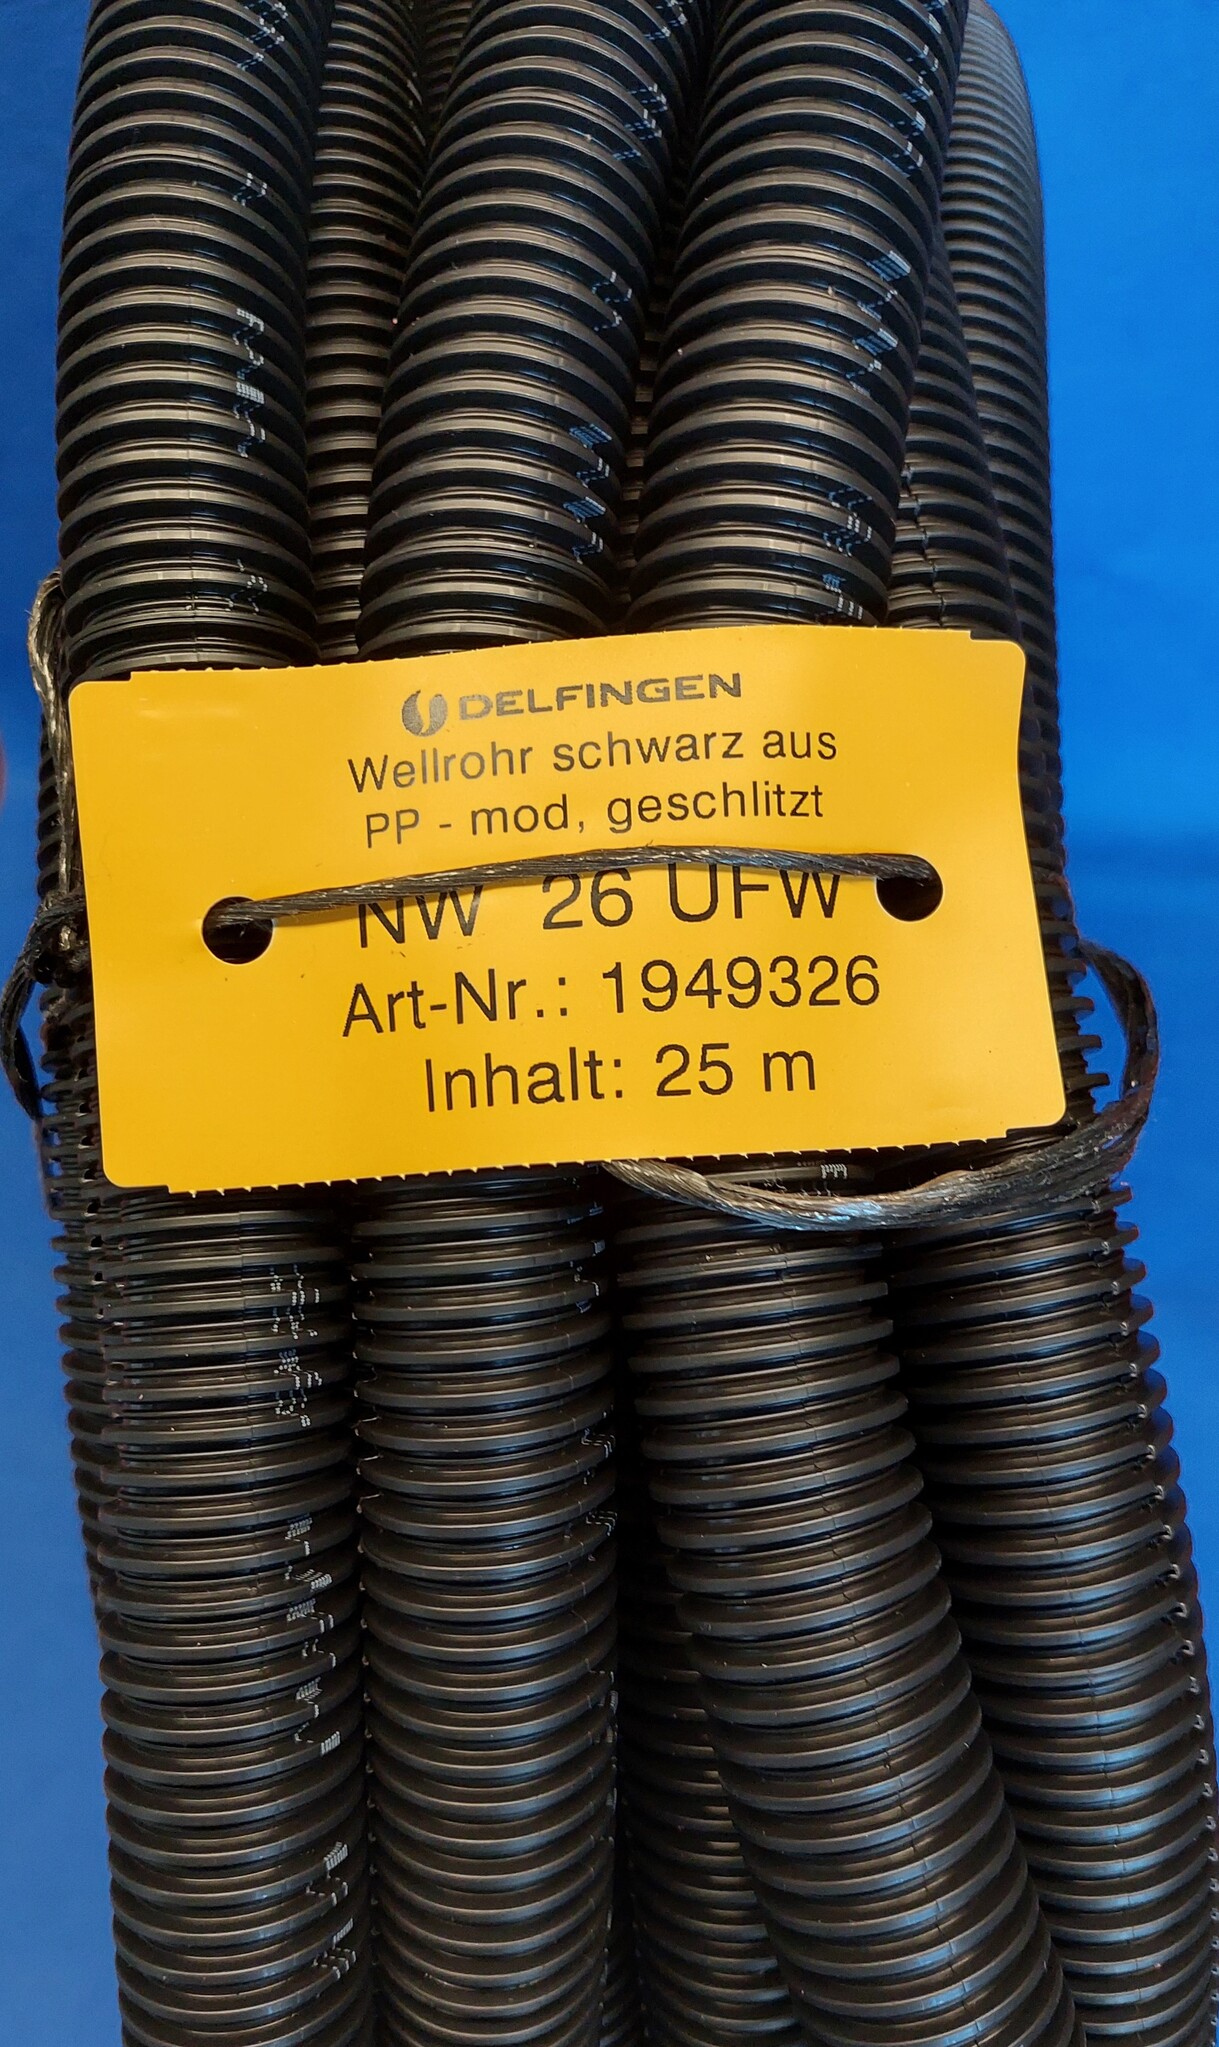 DELFINGEN
Wellrohr schwarz aus
PP - mod, geschlitzt
NW 26 UFW
Art-Nr.: 1949326
Inhalt: 25 m